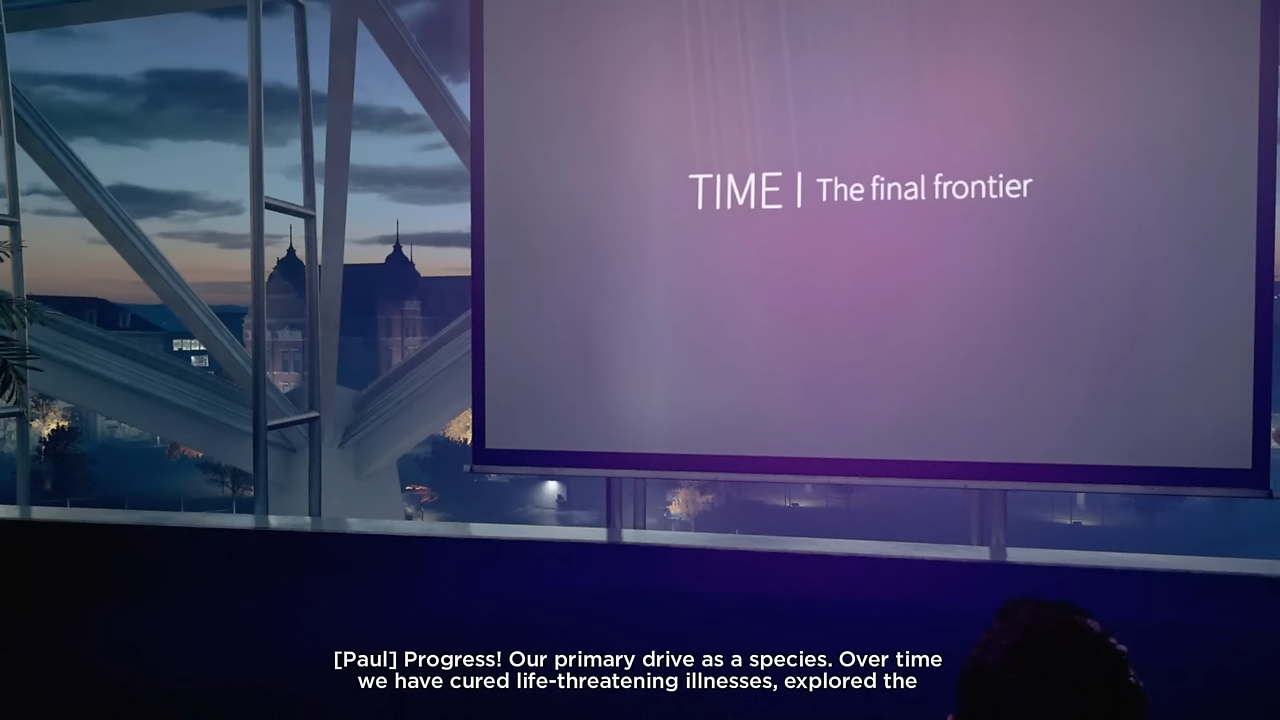 TIME | The final frontier
[Paul] Progress! Our primary drive as a species. Over time
we have cured life-threatening illnesses, explored the